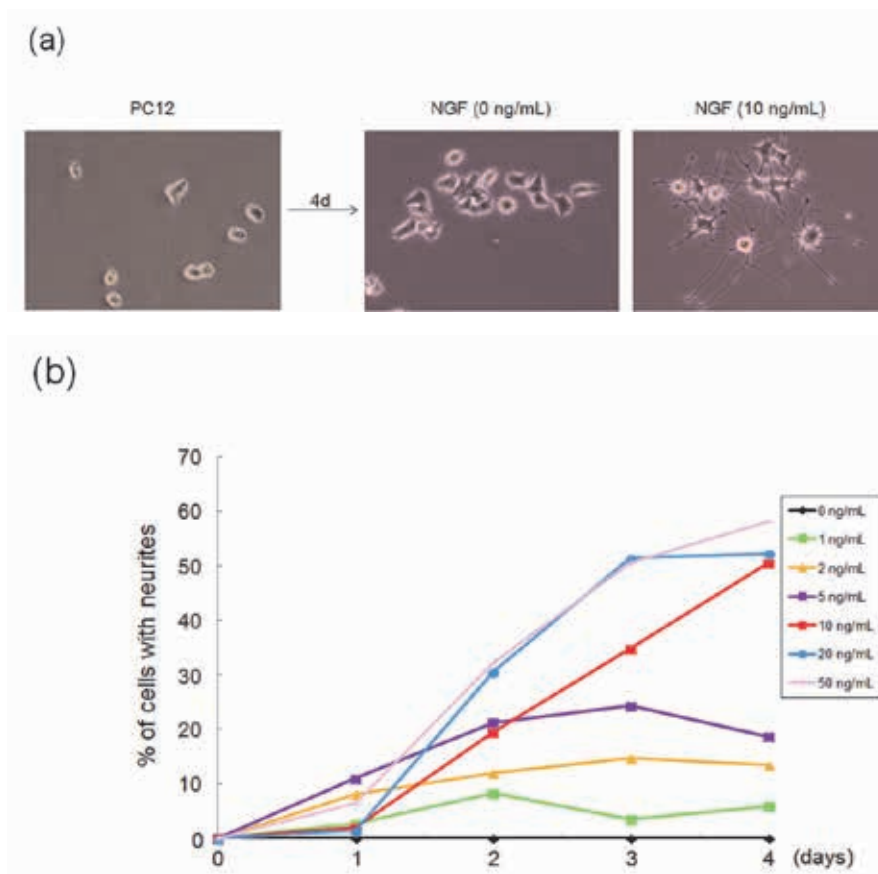 (a)
PC12
NGF (0 ng/mL)
NGF (10 ng/mL)
4d
(b)
% of cells with neurites
70
60
50
40
30
20
10
0
0
1
2
3
4
(days)
0 ng/mL
1 ng/mL
2 ng/mL
5 ng/mL
10 ng/mL
20 ng/mL
50 ng/mL